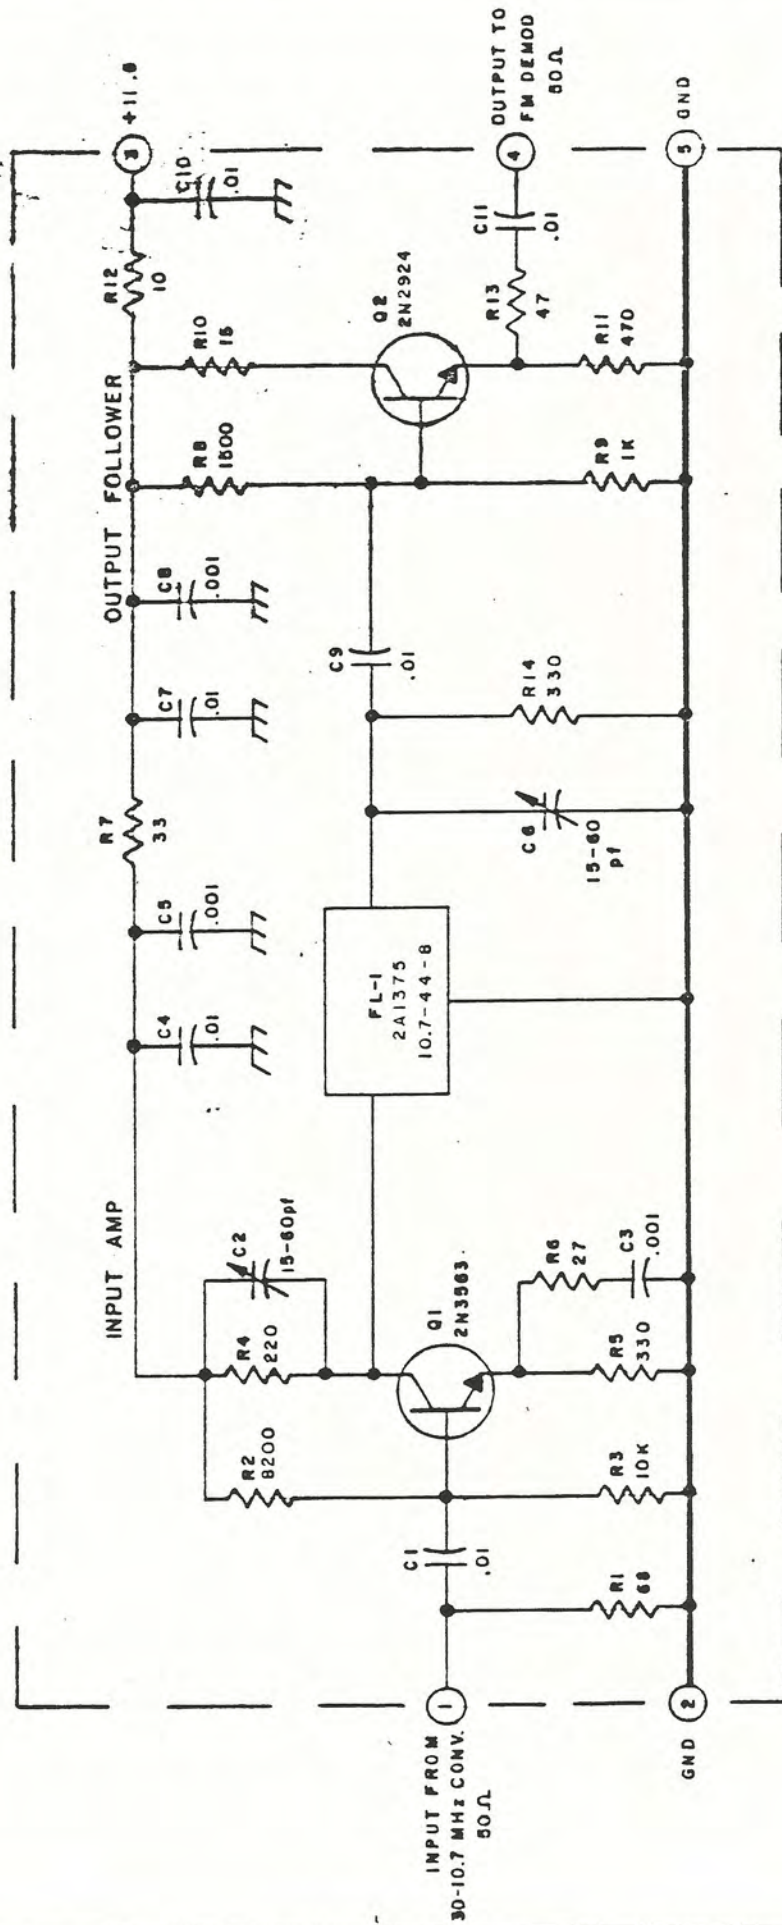 INPUT AMP
OUTPUT FOLLOWER
R7
33
R12
10
3
+11.8
C4
.01
C5
.001
C7
.01
C8
.001
C10
.01
R2
8200
R4
220
C2
15-60pf
R8
1500
R10
15
FL-1
2A1375
10.7-44-8
C9
.01
Q2
2N2924
Q1
2N3563
C1
.01
INPUT FROM
30-10.7 MHz CONV.
50Ω
1
R1
68
R3
10K
R5
330
R6
27
C3
.001
C6
15-60
pf
R14
330
R9
1K
R11
470
R13
47
C11
.01
4
OUTPUT TO
FM DEMOD
50Ω
GND
2
5
GND